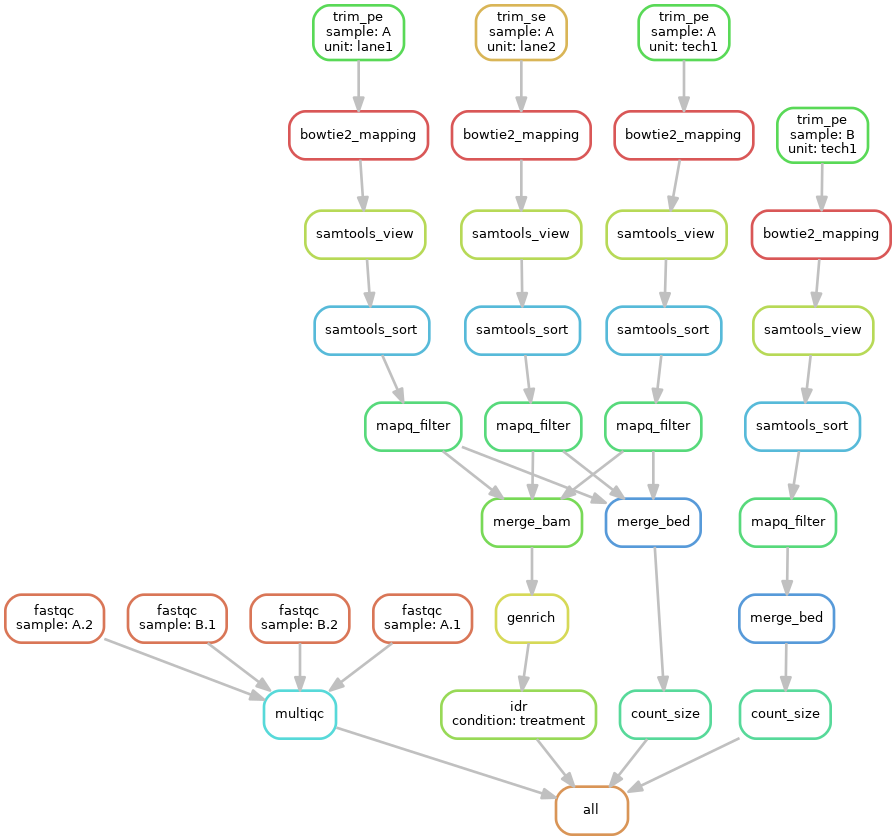 trim_pe
sample: A
unit: lane1
trim_se
sample: A
unit: lane2
trim_pe
sample: A
unit: tech1
trim_pe
sample: B
unit: tech1
bowtie2_mapping
bowtie2_mapping
bowtie2_mapping
samtools_view
samtools_view
samtools_view
bowtie2_mapping
samtools_sort
samtools_sort
samtools_sort
samtools_view
mapq_filter
mapq_filter
mapq_filter
samtools_sort
merge_bam
merge_bed
mapq_filter
fastqc
sample: A.2
fastqc
sample: B.1
fastqc
sample: B.2
fastqc
sample: A.1
genrich
merge_bed
multiqc
idr
condition: treatment
count_size
count_size
all